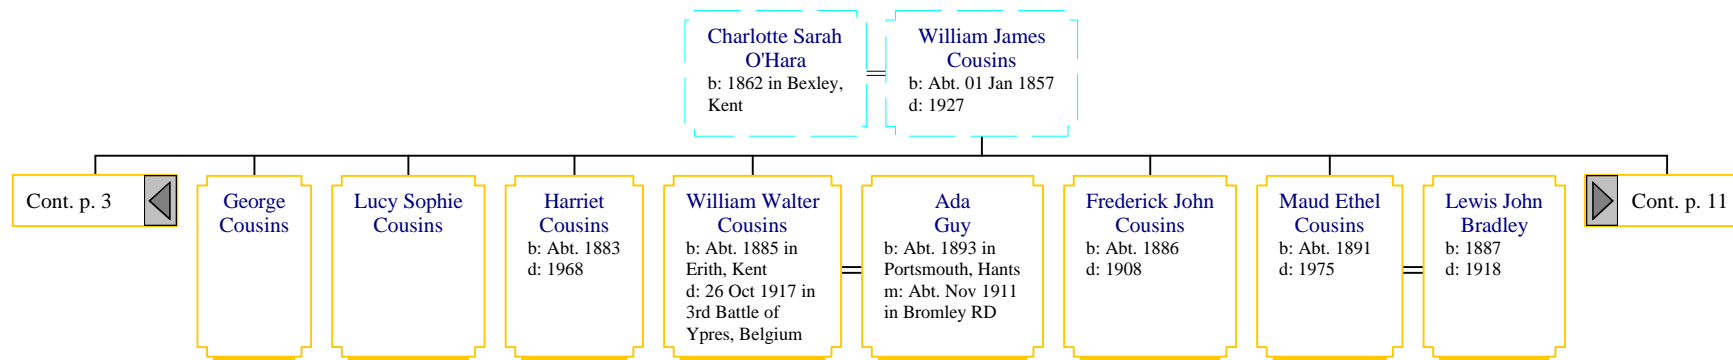 Charlotte Sarah
O'Hara
b: 1862 in Bexley,
Kent
William James
Cousins
b: Abt. 01 Jan 1857
d: 1927
Cont. p. 3
George
Cousins
Lucy Sophie
Cousins
Harriet
Cousins
b: Abt. 1883
d: 1968
William Walter
Cousins
b: Abt. 1885 in
Erith, Kent
d: 26 Oct 1917 in
3rd Battle of
Ypres, Belgium
Ada
Guy
b: Abt. 1893 in
Portsmouth, Hants
m: Abt. Nov 1911
in Bromley RD
Frederick John
Cousins
b: Abt. 1886
d: 1908
Maud Ethel
Cousins
b: Abt. 1891
d: 1975
Lewis John
Bradley
b: 1887
d: 1918
Cont. p. 11